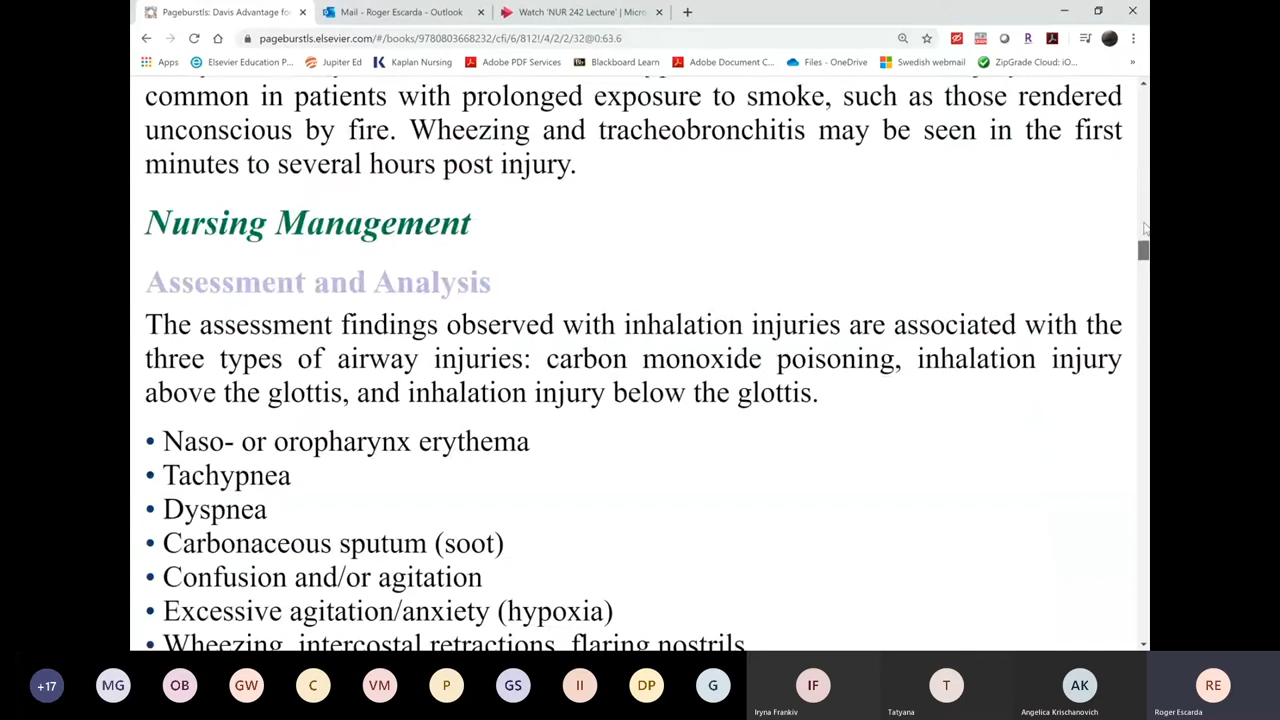 Pageburstls: Davis Advantage fo
Mail - Roger Escarda - Outlook
Watch 'NUR 242 Lecture' | Micro
pageburstls.elsevier.com/#/books/9780803668232/cfi/6/812!/4/2/2/32@0:63.6
Apps
Elsevier Education P...
Jupiter Ed
Kaplan Nursing
Adobe PDF Services
Blackboard Learn
Adobe Document C...
Files - OneDrive
Swedish webmail
ZipGrade Cloud: iO...
common in patients with prolonged exposure to smoke, such as those rendered
unconscious by fire. Wheezing and tracheobronchitis may be seen in the first
minutes to several hours post injury.
Nursing Management
Assessment and Analysis
The assessment findings observed with inhalation injuries are associated with the
three types of airway injuries: carbon monoxide poisoning, inhalation injury
above the glottis, and inhalation injury below the glottis.
• Naso- or oropharynx erythema
• Tachypnea
• Dyspnea
• Carbonaceous sputum (soot)
• Confusion and/or agitation
• Excessive agitation/anxiety (hypoxia)
• Wheezing, intercostal retractions, flaring nostrils
+17
MG
OB
GW
C
VM
P
GS
II
DP
G
IF
Iryna Frankiv
T
Tatyana
AK
Angelica Krischanovich
RE
Roger Escarda